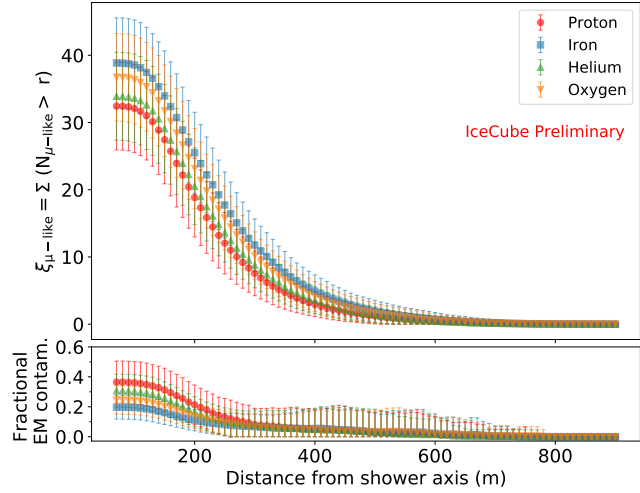 Proton
Iron
Helium
Oxygen
IceCube Preliminary
ξμ−like = Σ (Nμ−like > r)
40
30
20
10
0
Fractional
EM contam.
0.6
0.4
0.2
0.0
200
400
600
800
Distance from shower axis (m)